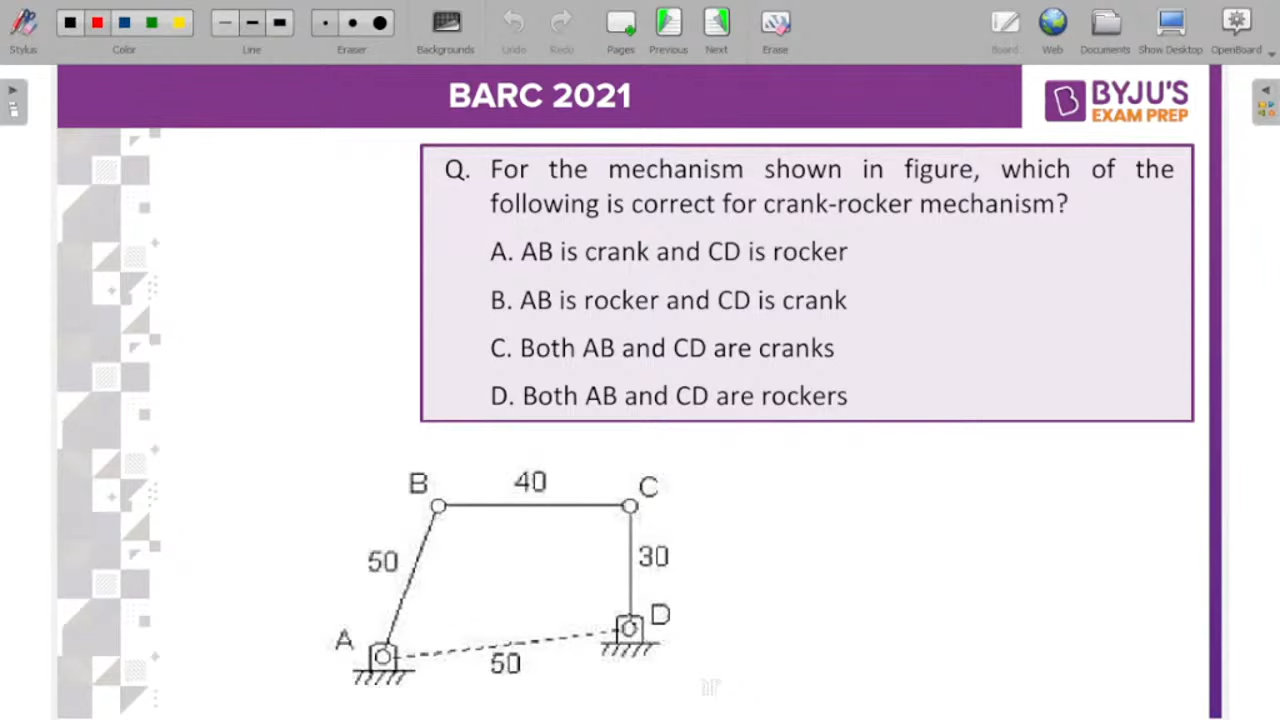 Stylus Color Line Eraser Backgrounds Undo Redo Pages Previous Next Erase Board Web Documents Show Desktop OpenBoard
BARC 2021
BYJU'S
EXAM PREP
Q. For the mechanism shown in figure, which of the
following is correct for crank-rocker mechanism?
A. AB is crank and CD is rocker
B. AB is rocker and CD is crank
C. Both AB and CD are cranks
D. Both AB and CD are rockers
B 40 C
50 30
A D
50